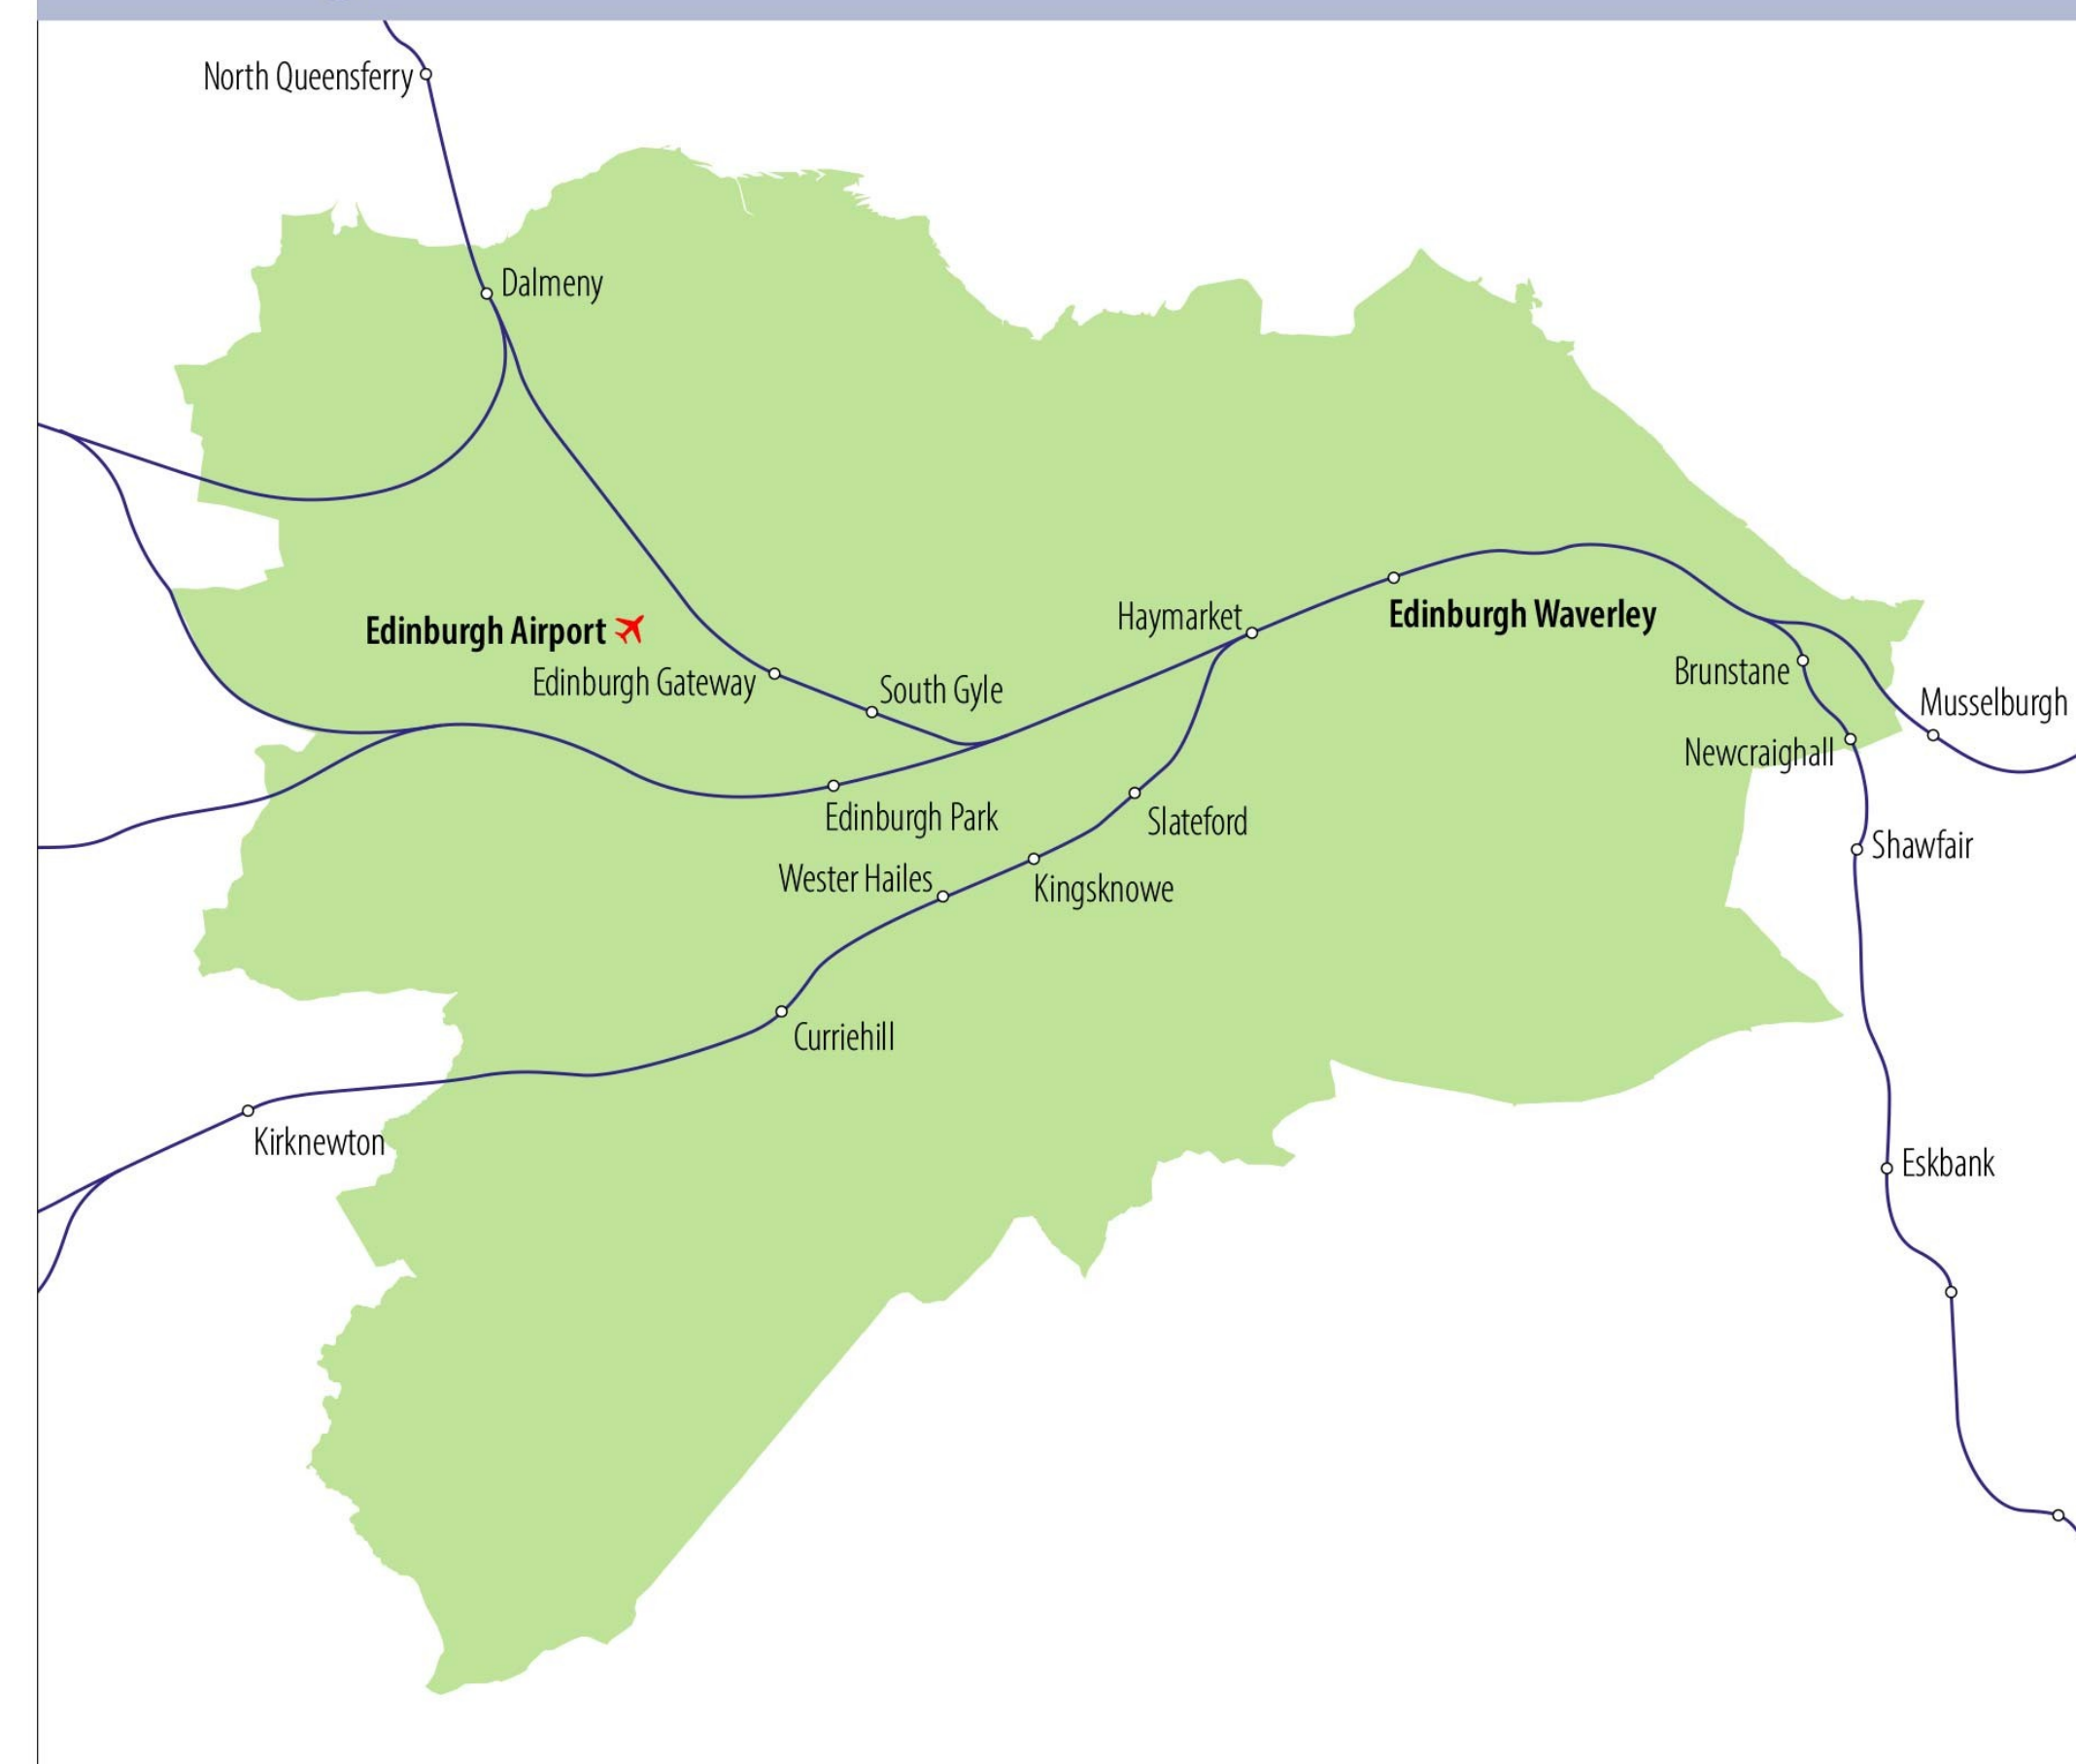 North Queensferry
Dalmeny
Haymarket
Edinburgh Airport
Edinburgh Waverley
Brunstane
Edinburgh Gateway
South Gyle
Musselburgh
Newcraighall
Edinburgh Park
Slateford
Shawfair
Wester Hailes
Kingsknowe
Curriehill
Kirknewton
Eskbank